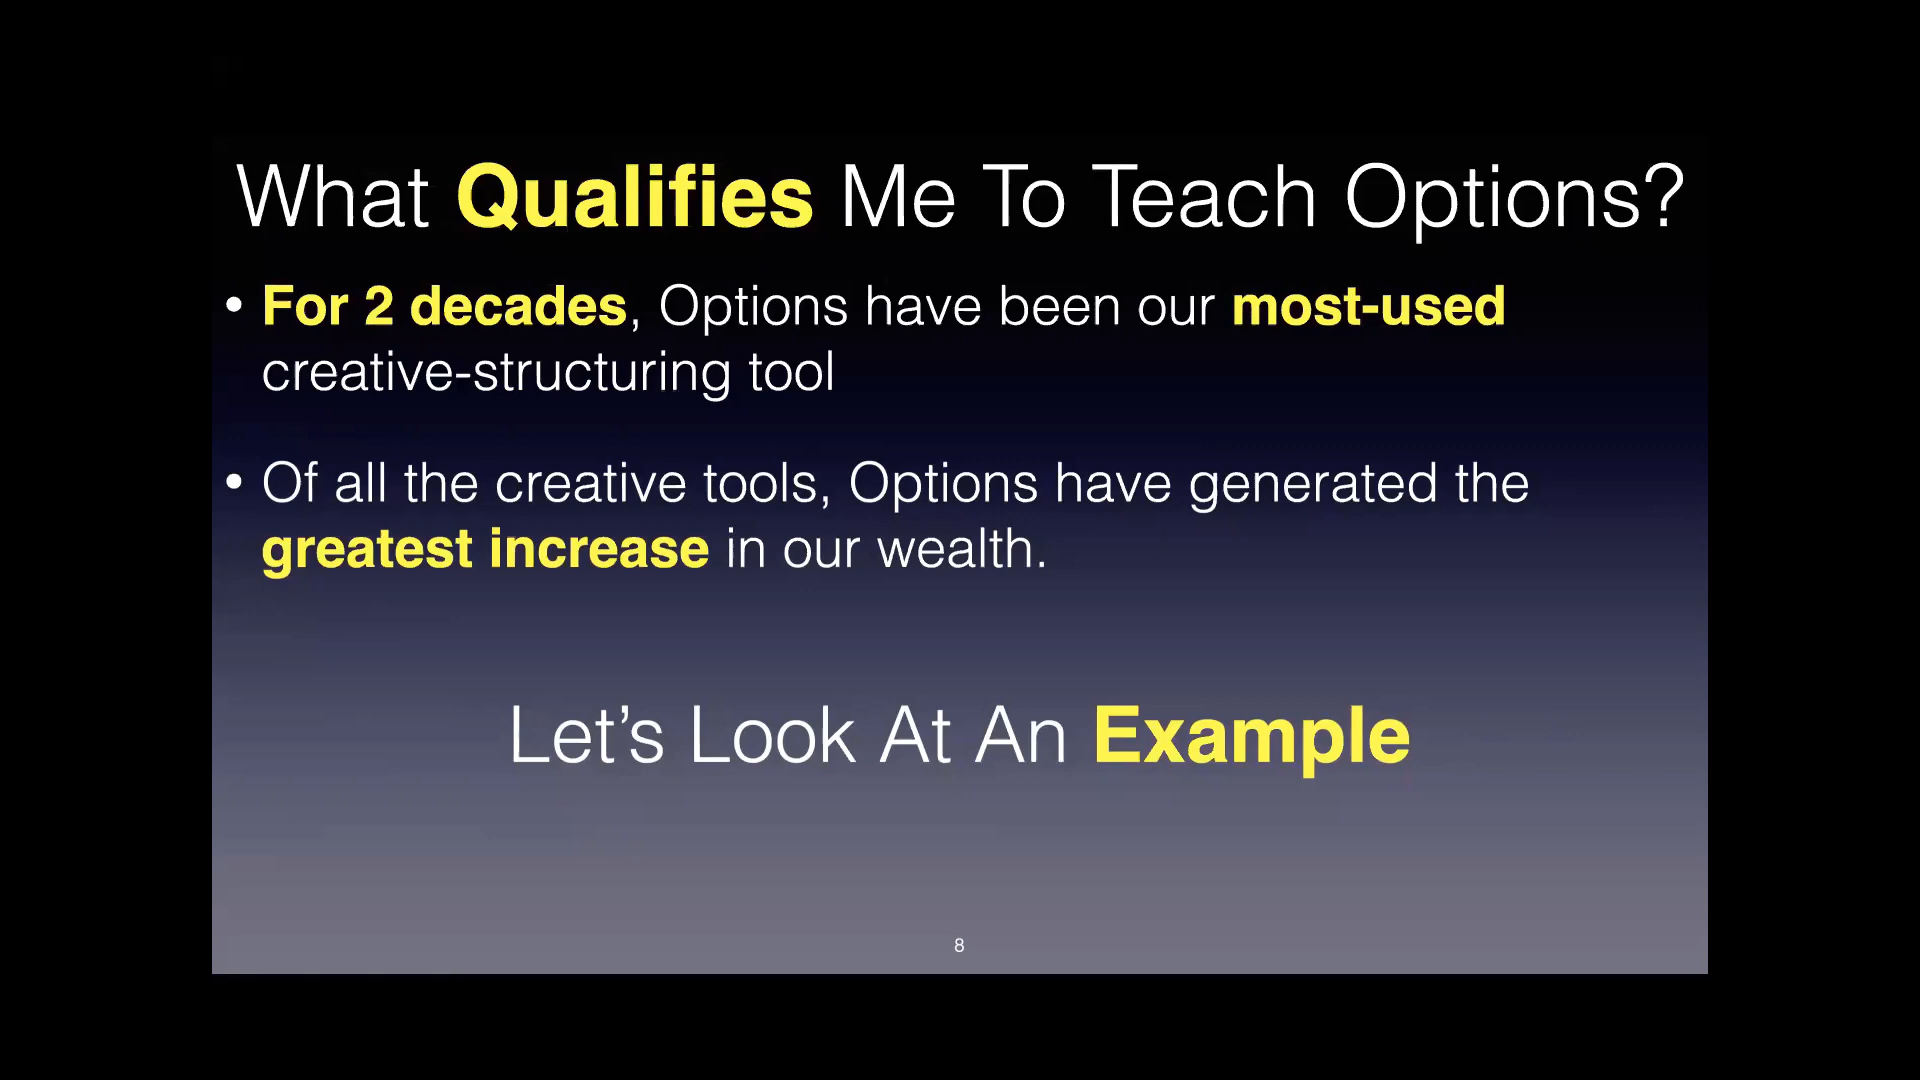 What Qualifies Me To Teach Options?
• For 2 decades, Options have been our most-used
creative-structuring tool
• Of all the creative tools, Options have generated the
greatest increase in our wealth.
Let’s Look At An Example
8